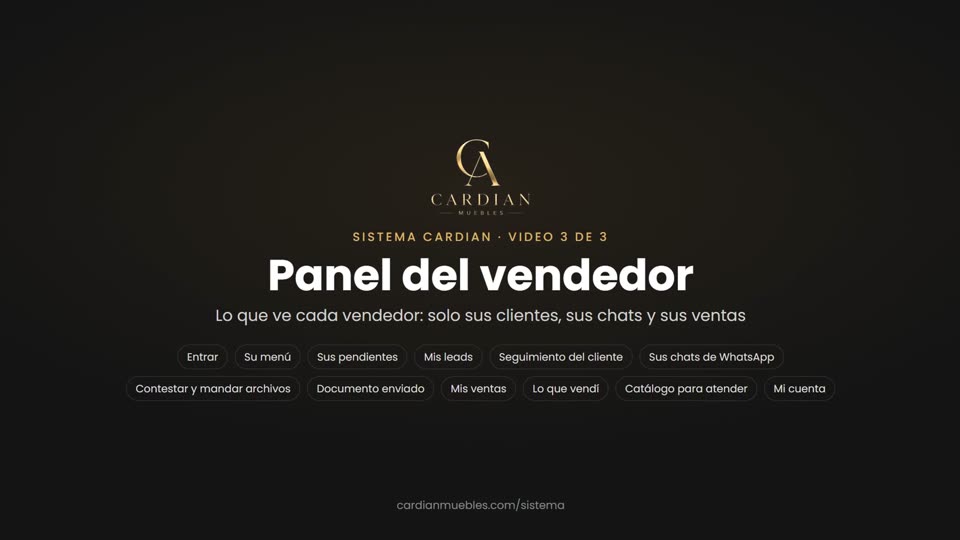 CA
CARDIAN
MUEBLES
SISTEMA CARDIAN · VIDEO 3 DE 3
Panel del vendedor
Lo que ve cada vendedor: solo sus clientes, sus chats y sus ventas
Entrar Su menú Sus pendientes Mis leads Seguimiento del cliente Sus chats de WhatsApp
Contestar y mandar archivos Documento enviado Mis ventas Lo que vendí Catálogo para atender Mi cuenta
cardianmuebles.com/sistema